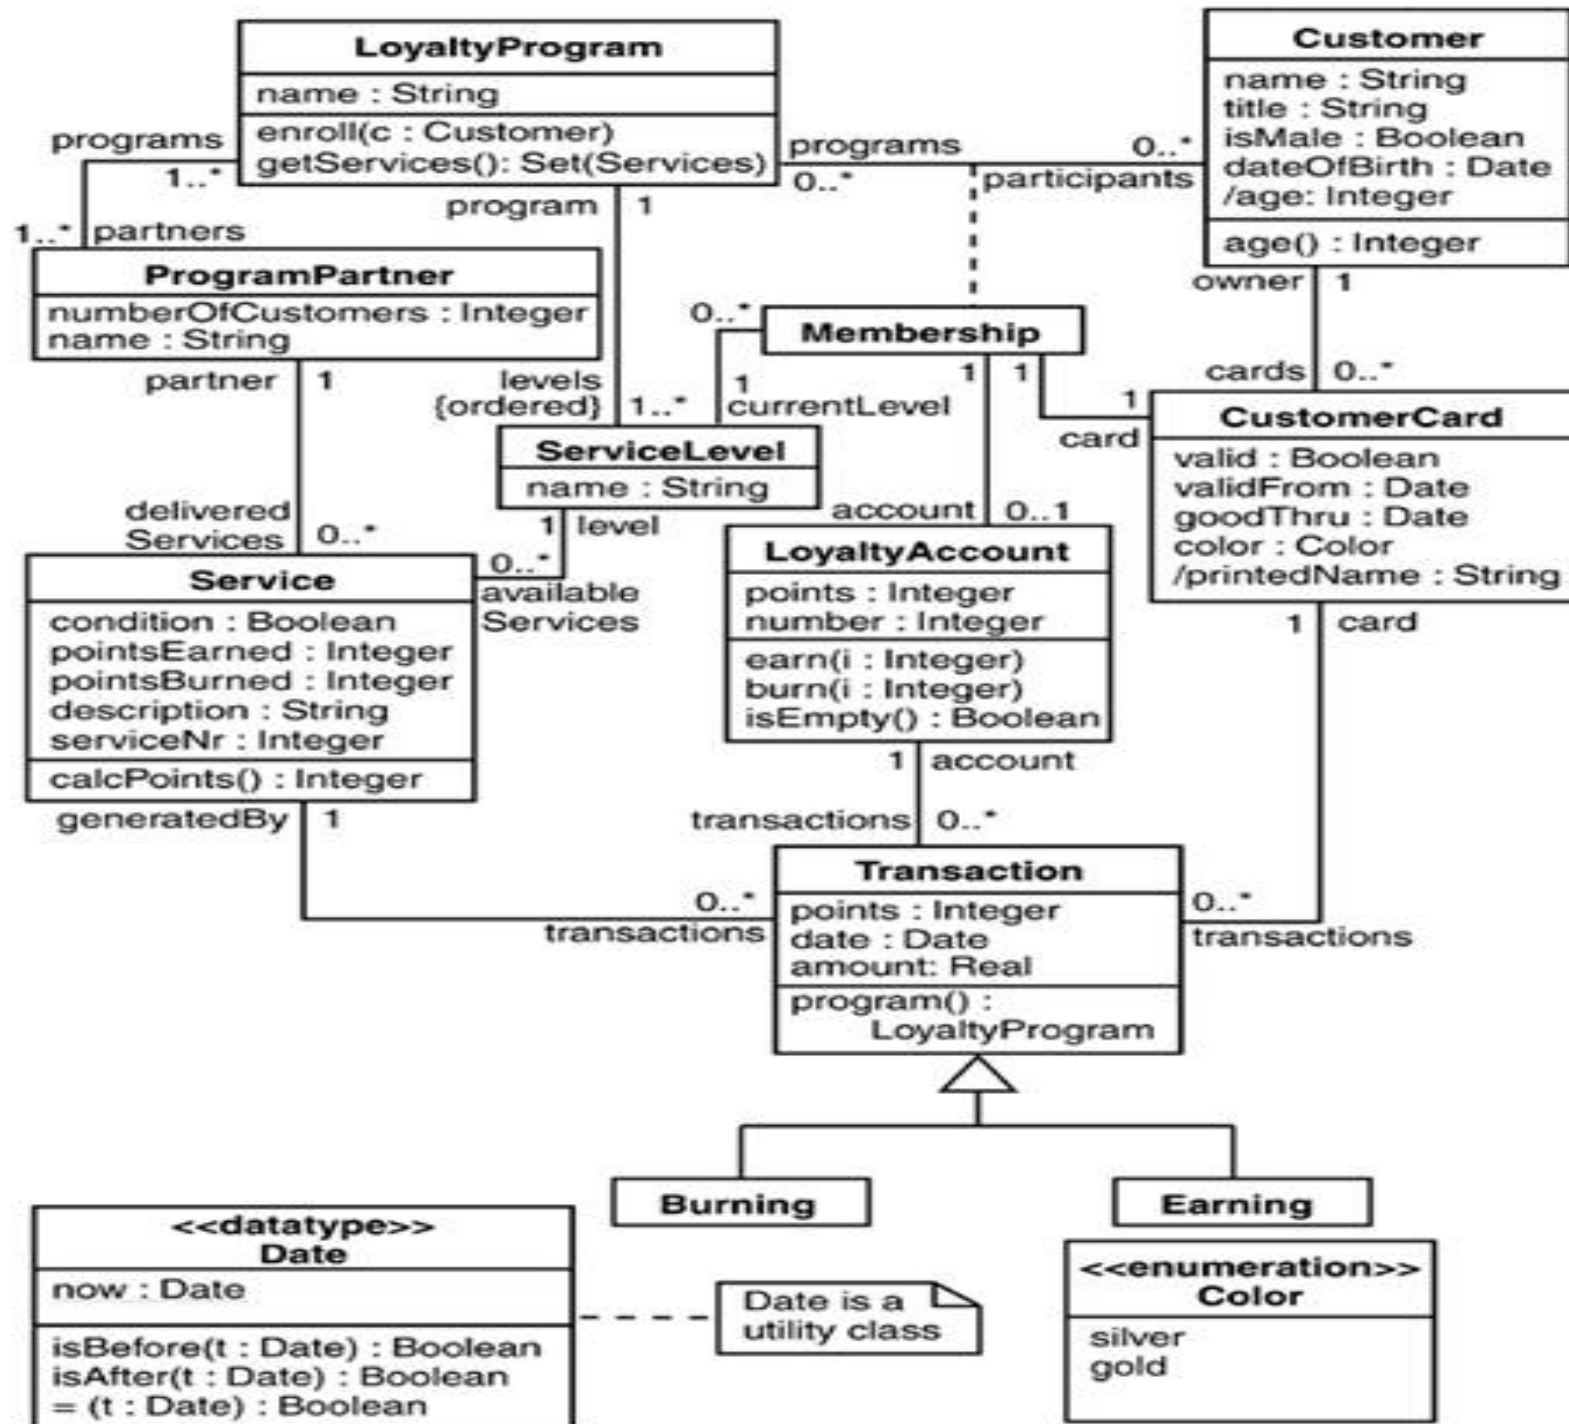 LoyaltyProgram
name : String
enroll(c : Customer)
getServices(): Set(Services)
Customer
name : String
title : String
isMale : Boolean
dateOfBirth : Date
/age: Integer
age() : Integer
programs
1..*
1..* partners
programs
0..*
0..*
participants
program 1
owner 1
ProgramPartner
numberOfCustomers : Integer
name : String
partner 1
0..*
Membership
levels
{ordered} 1..*
1
currentLevel
1
1
1
card
cards 0..*
CustomerCard
valid : Boolean
validFrom : Date
goodThru : Date
color : Color
/printedName : String
1 card
ServiceLevel
name : String
1 level
delivered
Services 0..*
0..*
available
Services
account 0..1
Service
condition : Boolean
pointsEarned : Integer
pointsBurned : Integer
description : String
serviceNr : Integer
calcPoints() : Integer
generatedBy 1
LoyaltyAccount
points : Integer
number : Integer
earn(i : Integer)
burn(i : Integer)
isEmpty() : Boolean
1 account
transactions 0..*
0..*
transactions
Transaction
points : Integer
date : Date
amount: Real
program() :
LoyaltyProgram
0..*
transactions
Burning
Earning
<<datatype>>
Date
now : Date
isBefore(t : Date) : Boolean
isAfter(t : Date) : Boolean
= (t : Date) : Boolean
Date is a
utility class
<<enumeration>>
Color
silver
gold